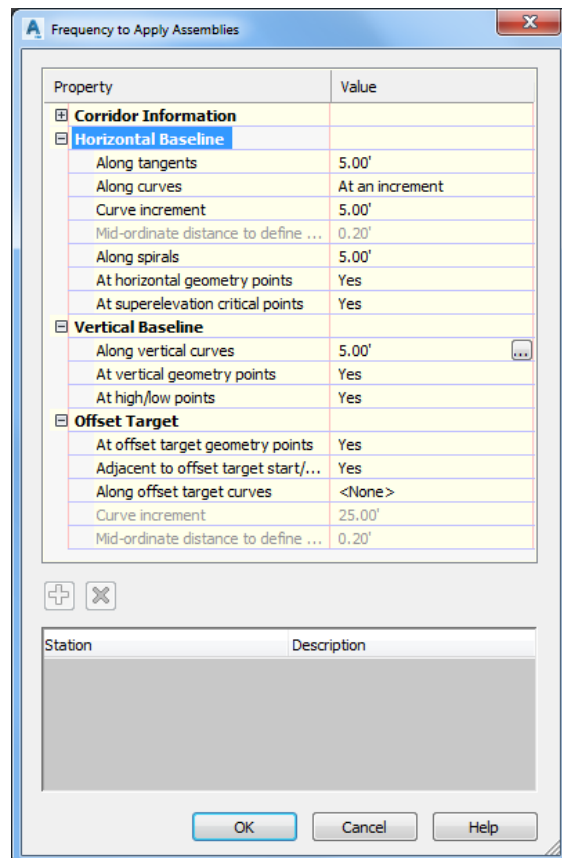 Frequency to Apply Assemblies
Property Value
Corridor Information
Horizontal Baseline
Along tangents 5.00'
Along curves At an increment
Curve increment 5.00'
Mid-ordinate distance to define ... 0.20'
Along spirals 5.00'
At horizontal geometry points Yes
At superelevation critical points Yes
Vertical Baseline
Along vertical curves 5.00' ...
At vertical geometry points Yes
At high/low points Yes
Offset Target
At offset target geometry points Yes
Adjacent to offset target start/... Yes
Along offset target curves <None>
Curve increment 25.00'
Mid-ordinate distance to define ... 0.20'
Station Description
OK Cancel Help